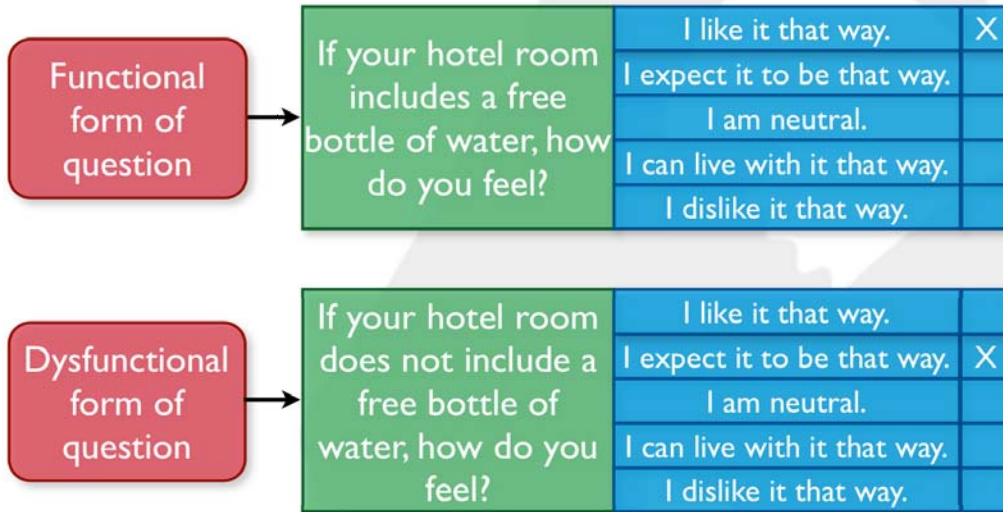 Functional
form of
question
If your hotel room
includes a free
bottle of water, how
do you feel?
I like it that way. X
I expect it to be that way.
I am neutral.
I can live with it that way.
I dislike it that way.
Dysfunctional
form of
question
If your hotel room
does not include a
free bottle of
water, how do you
feel?
I like it that way.
I expect it to be that way. X
I am neutral.
I can live with it that way.
I dislike it that way.